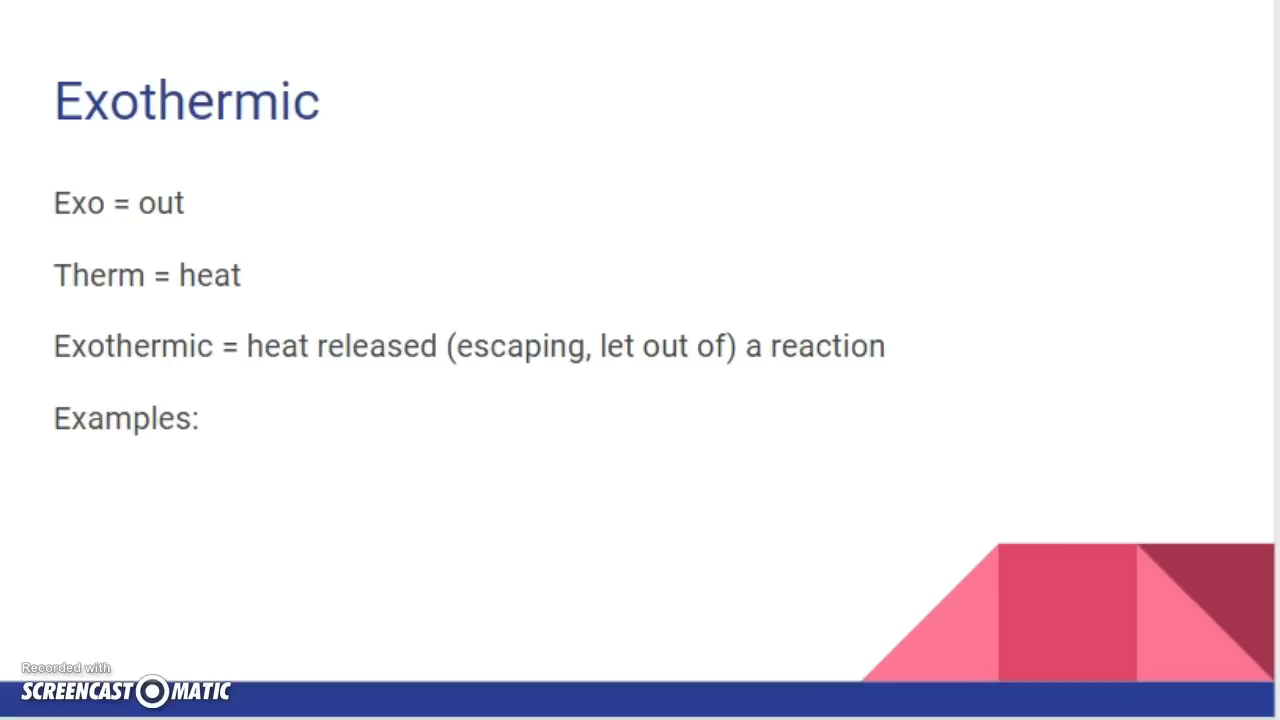 Exothermic
Exo = out
Therm = heat
Exothermic = heat released (escaping, let out of) a reaction
Examples:
Recorded with
SCREENCAST MATIC